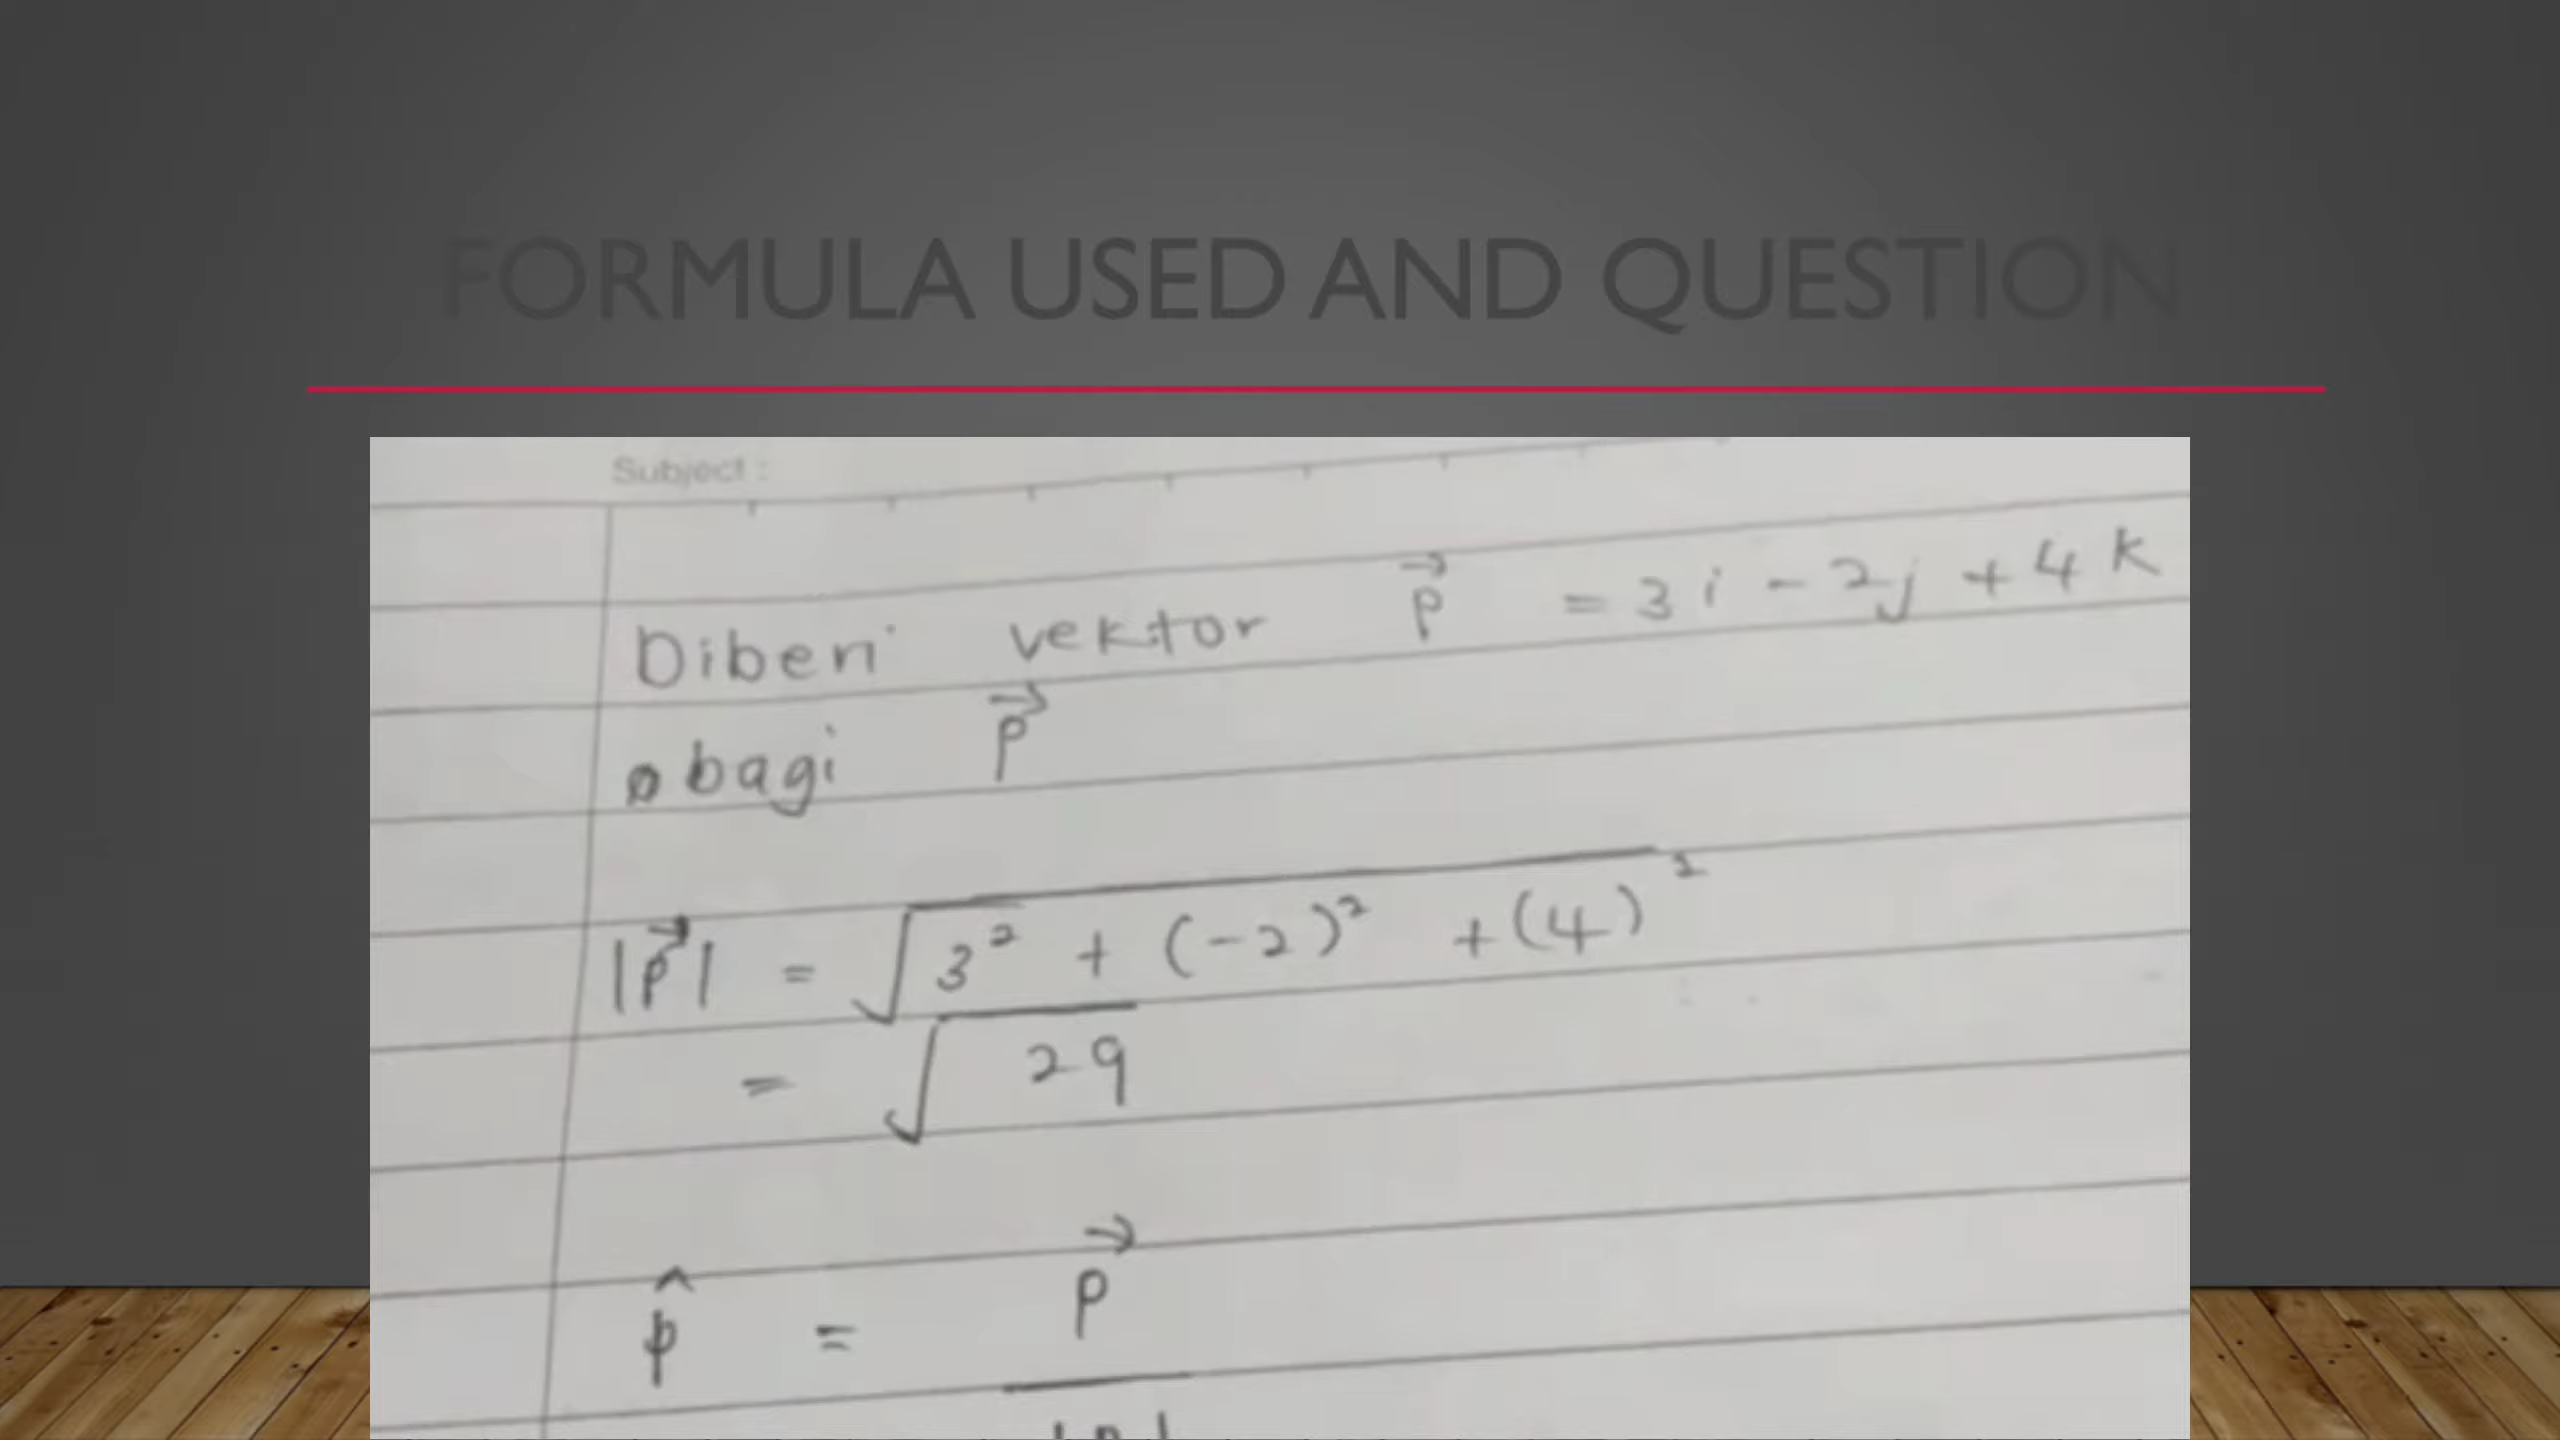 FORMULA USED AND QUESTION
Subject :
Diberi vektor p⃗ = 3i - 2j + 4k
bagi p⃗
|p⃗| = √3² + (-2)² + (4)²
= √29
p̂ = p⃗
|p|